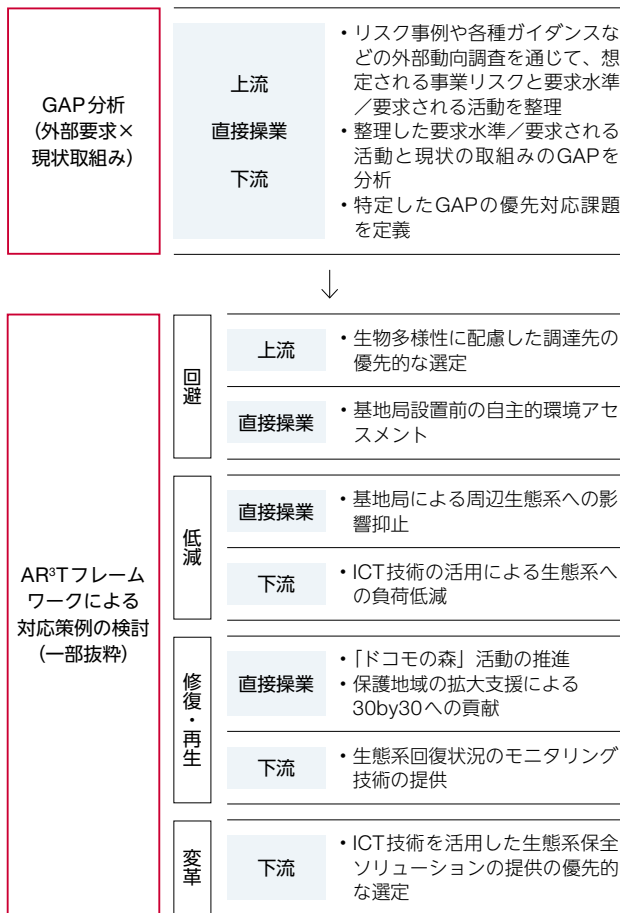 GAP分析
（外部要求×
現状取組み）
上流
直接操業
下流
・リスク事例や各種ガイダンスな
どの外部動向調査を通じて、想
定される事業リスクと要求水準
／要求される活動を整理
・整理した要求水準／要求される
活動と現状の取組みのGAPを
分析
・特定したGAPの優先対応課題
を定義
↓
AR³Tフレーム
ワークによる
対応策例の検討
（一部抜粋）
回避
上流
・生物多様性に配慮した調達先の
優先的な選定
直接操業
・基地局設置前の自主的環境アセ
スメント
低減
直接操業
・基地局による周辺生態系への影
響抑止
下流
・ICT技術の活用による生態系へ
の負荷低減
修復・再生
直接操業
・「ドコモの森」活動の推進
・保護地域の拡大支援による
30by30への貢献
下流
・生態系回復状況のモニタリング
技術の提供
変革
下流
・ICT技術を活用した生態系保全
ソリューションの提供の優先的
な選定